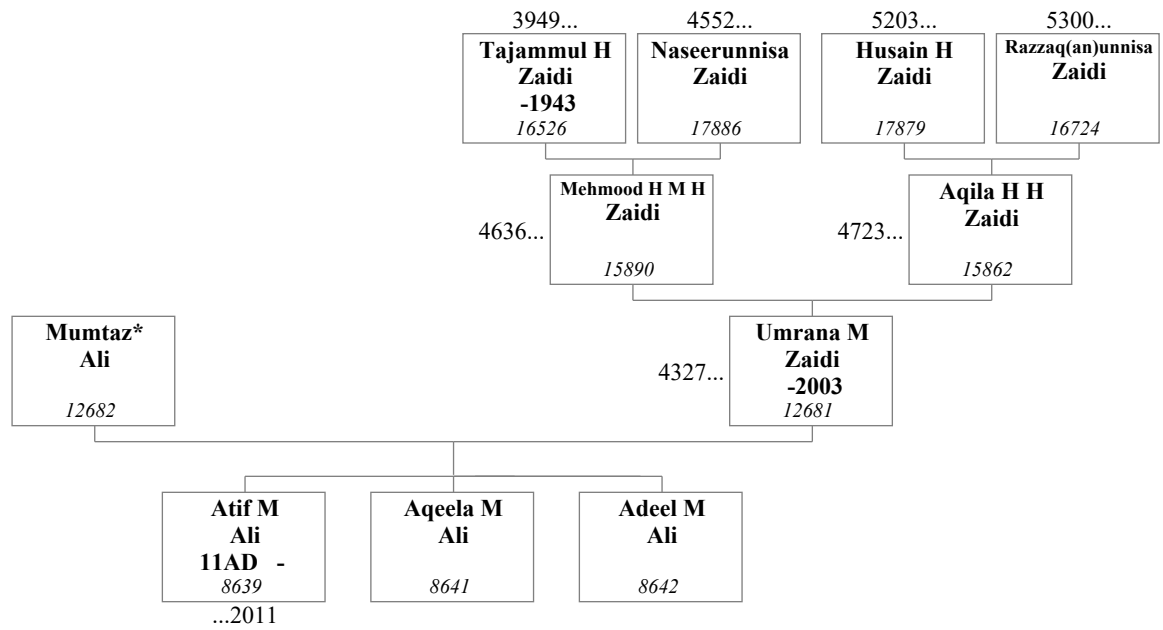 3949... 4552... 5203... 5300...
Tajammul H
Zaidi
-1943
16526
Naseerunnisa
Zaidi
17886
Husain H
Zaidi
17879
Razzaq(an)unnisa
Zaidi
16724
4636...
Mehmood H M H
Zaidi
15890
4723...
Aqila H H
Zaidi
15862
Mumtaz*
Ali
12682
4327...
Umrana M
Zaidi
-2003
12681
Atif M
Ali
11AD -
8639
...2011
Aqeela M
Ali
8641
Adeel M
Ali
8642